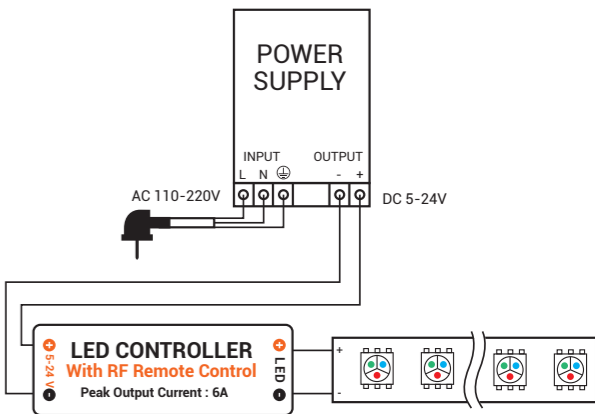 POWER
SUPPLY
INPUT OUTPUT
L N - +
AC 110-220V
DC 5-24V
+ 5-24 V -
LED CONTROLLER
With RF Remote Control
Peak Output Current : 6A
+ LED -
+
-